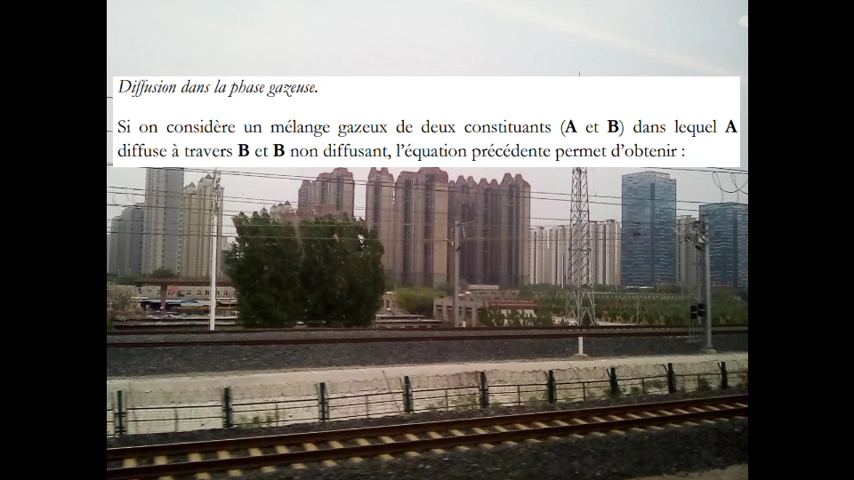 Diffusion dans la phase gazeuse.
Si on considère un mélange gazeux de deux constituants (A et B) dans lequel A
diffuse à travers B et B non diffusant, l'équation précédente permet d'obtenir :